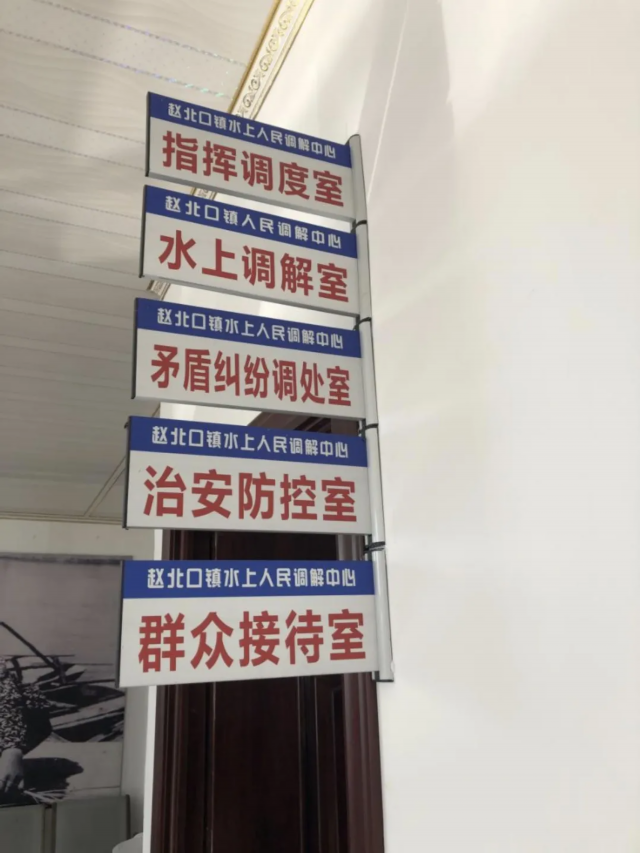 赵北口镇水上人民调解中心
指挥调度室
赵北口镇人民调解中心
水上调解室
赵北口镇水上人民调解中心
矛盾纠纷调处室
赵北口镇水上人民调解中心
治安防控室
赵北口镇水上人民调解中心
群众接待室